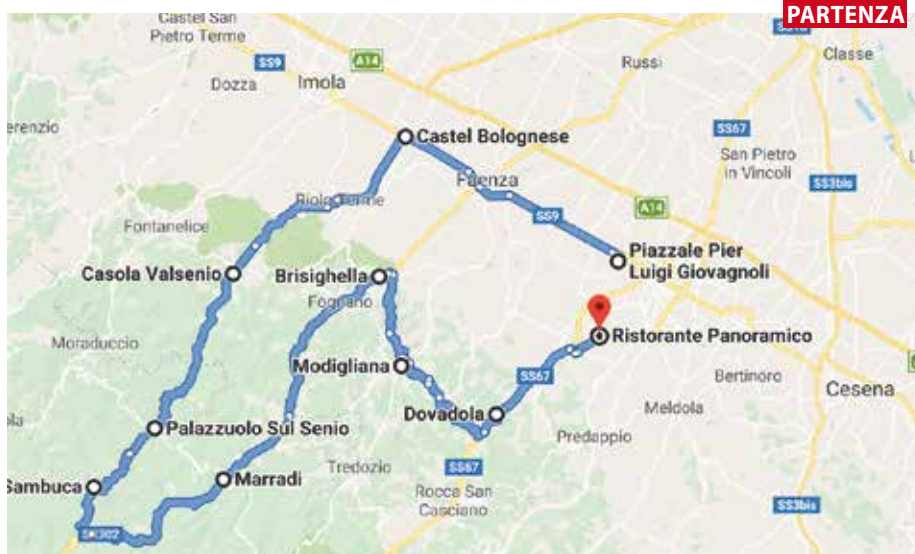 PARTENZA
Castel San
Pietro Terme
SS9
A14
Dozza
Imola
Russi
Classe
Castel Bolognese
SS67
San Pietro
in Vincoli
Faenza
SS3bis
Riolo Terme
SS9
A14
Fontanelice
Piazzale Pier
Luigi Giovagnoli
Casola Valsenio
Brisighella
Fognano
Ristorante Panoramico
Moraduccio
Modigliana
SS67
Bertinoro
Cesena
Dovadola
Meldola
Palazzuolo Sul Senio
Predappio
Tredozio
SS67
Marradi
Sambuca
Rocca San
Casciano
SS3bis